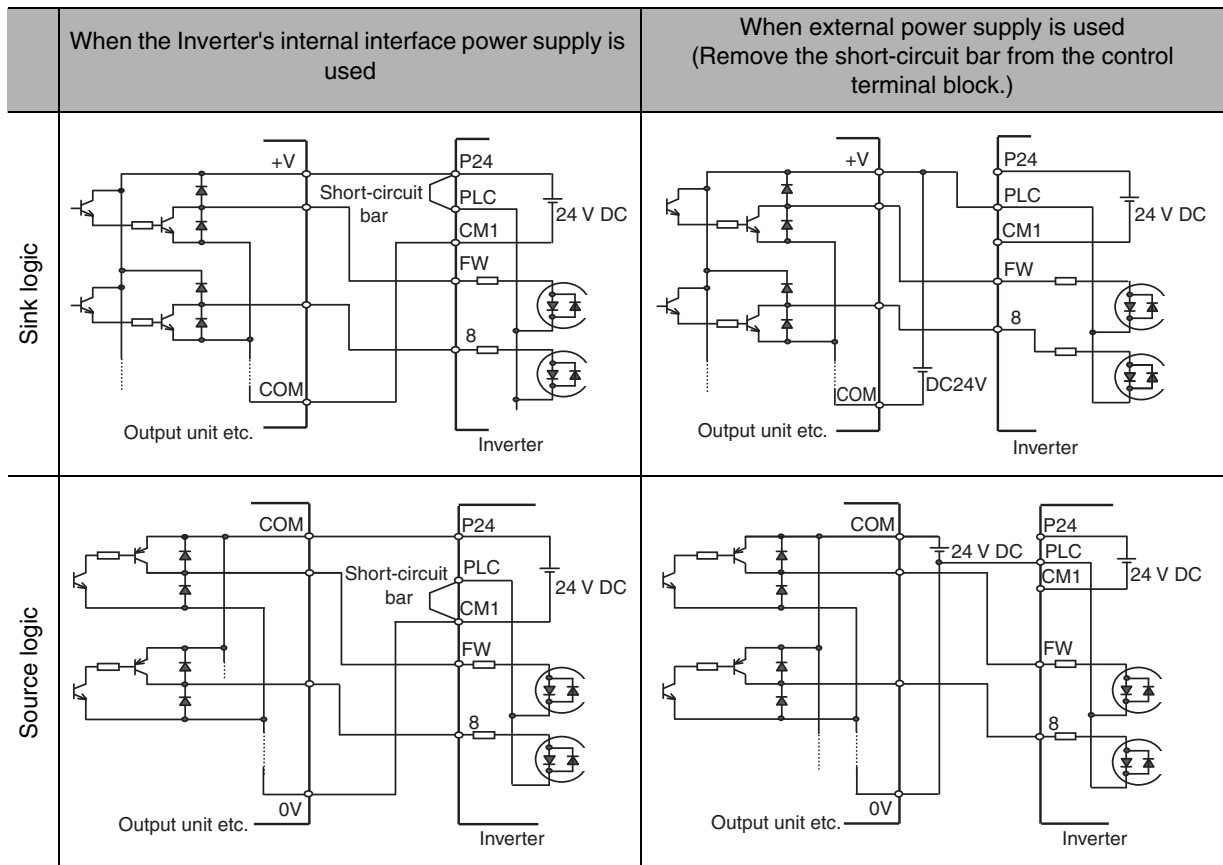 When the Inverter's internal interface power supply is
used
When external power supply is used
(Remove the short-circuit bar from the control
terminal block.)
Sink logic
+V
P24
Short-circuit
bar
PLC
24 V DC
CM1
FW
8
COM
Output unit etc.
Inverter
+V
P24
PLC
24 V DC
CM1
FW
8
DC24V
COM
Output unit etc.
Inverter
Source logic
COM
P24
Short-circuit
bar
PLC
24 V DC
CM1
FW
8
0V
Output unit etc.
Inverter
COM
P24
24 V DC
PLC
24 V DC
CM1
FW
8
0V
Output unit etc.
Inverter